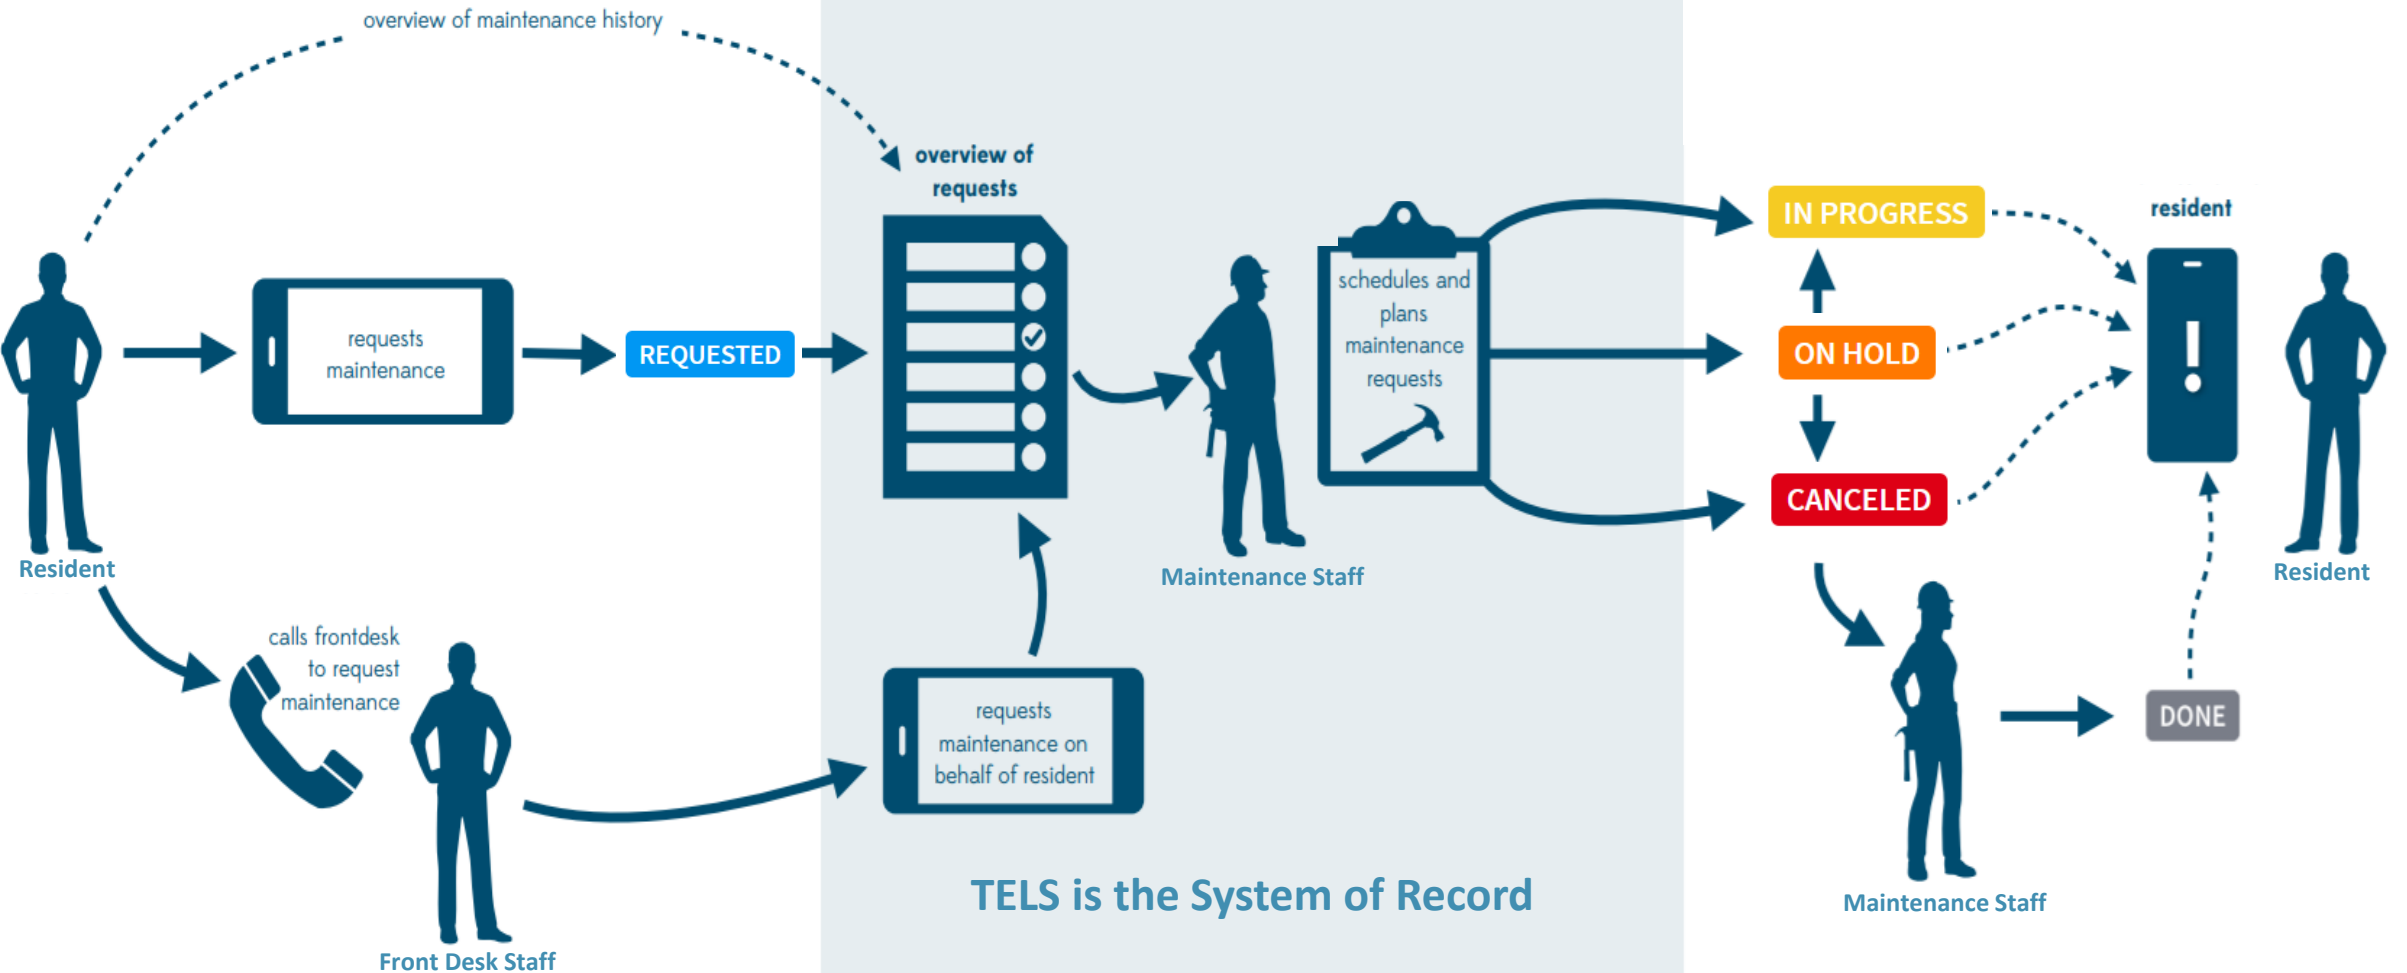 overview of maintenance history
overview of
requests
requests
maintenance
REQUESTED
schedules and
plans
maintenance
requests
IN PROGRESS
ON HOLD
CANCELED
resident
Resident
Maintenance Staff
Resident
calls frontdesk
to request
maintenance
requests
maintenance on
behalf of resident
DONE
TELS is the System of Record
Maintenance Staff
Front Desk Staff